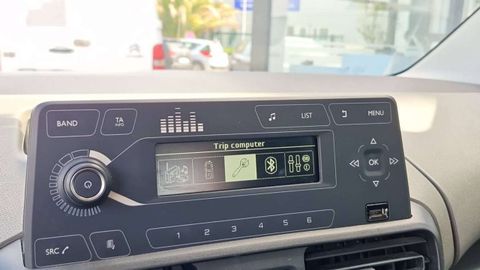 BAND
TA
INFO
LIST
MENU
Trip computer
OK
1 2 3 4 5 6
SRC